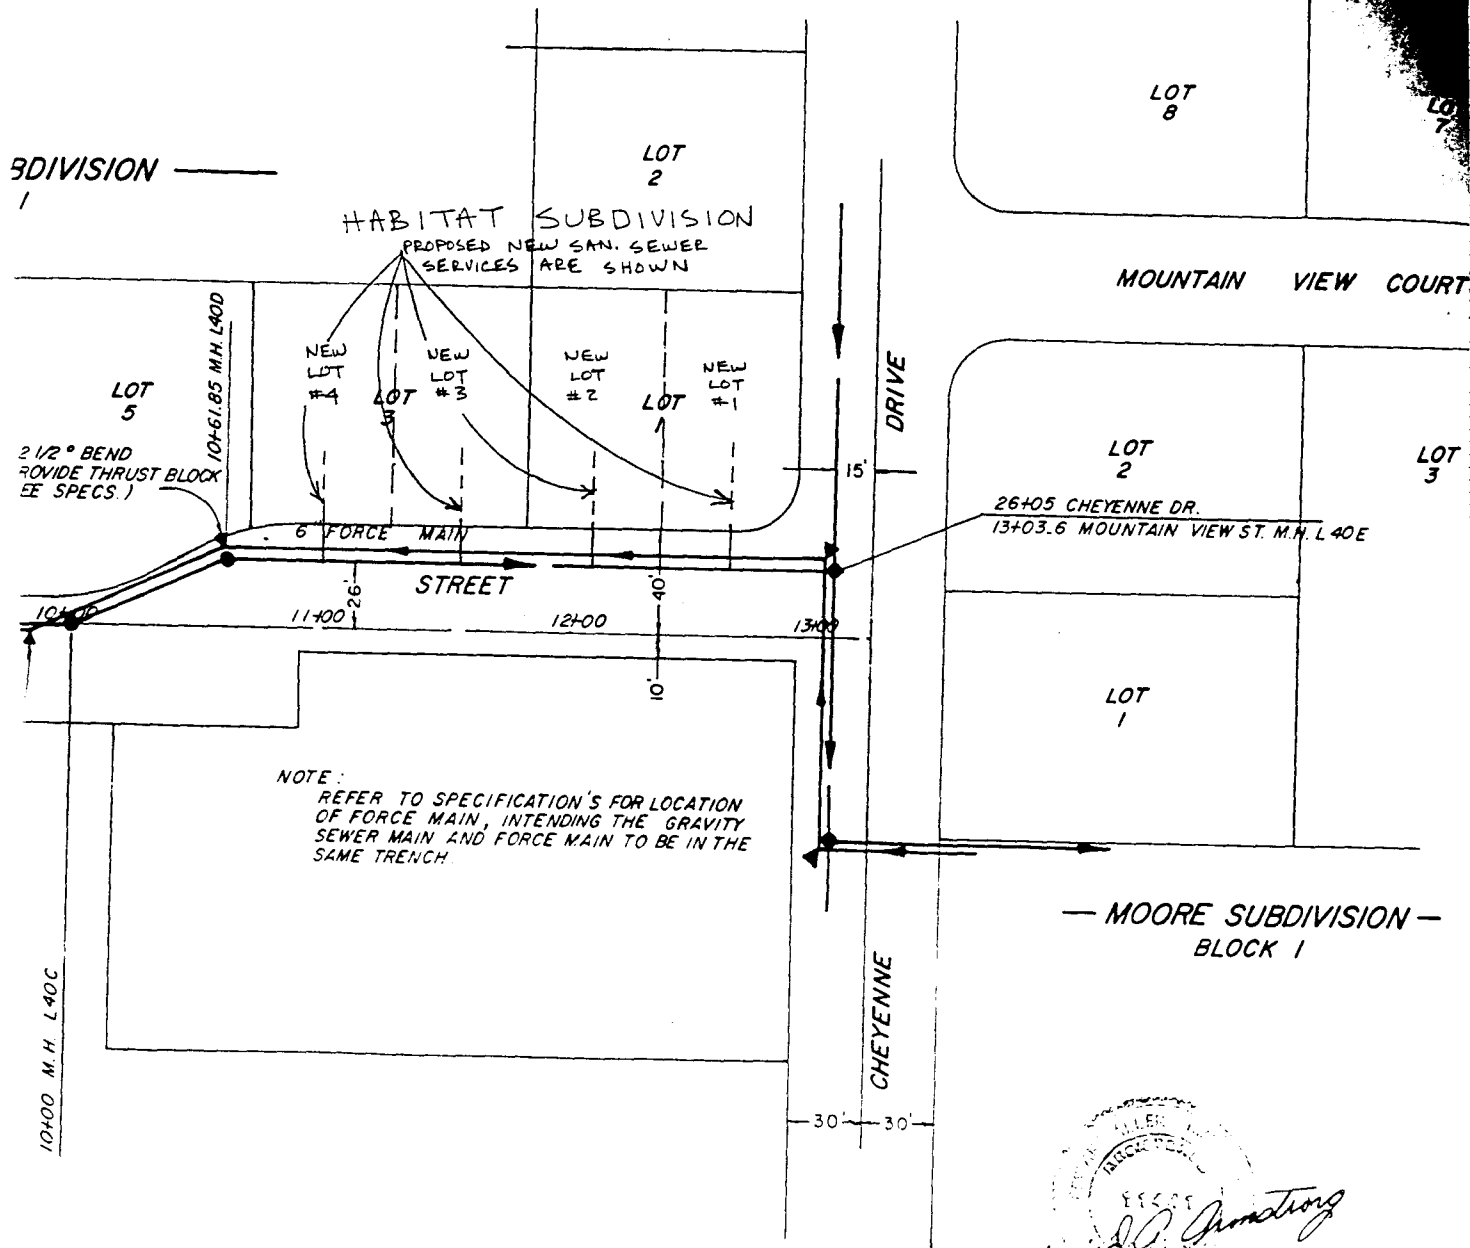 LOT
8
LOT
2
BDIVISION
1
HABITAT SUBDIVISION
PROPOSED NEW SAN. SEWER
SERVICES ARE SHOWN
MOUNTAIN VIEW COURT
10+61.85 M.H. L40D
NEW
LOT
#4
NEW
LOT
#3
NEW
LOT
#2
NEW
LOT
#1
LOT
5
LOT
3
LOT
1
DRIVE
2 1/2° BEND
ROVIDE THRUST BLOCK
EE SPECS.)
15'
LOT
2
LOT
3
26+05 CHEYENNE DR.
13+03.6 MOUNTAIN VIEW ST. M.H. L40E
6" FORCE MAIN
STREET
10+00
11+00
26'
12+00
40'
13+00
10'
LOT
1
NOTE:
REFER TO SPECIFICATION'S FOR LOCATION
OF FORCE MAIN, INTENDING THE GRAVITY
SEWER MAIN AND FORCE MAIN TO BE IN THE
SAME TRENCH.
— MOORE SUBDIVISION —
BLOCK 1
10+00 M.H. L40C
CHEYENNE
30'
30'
Armstrong